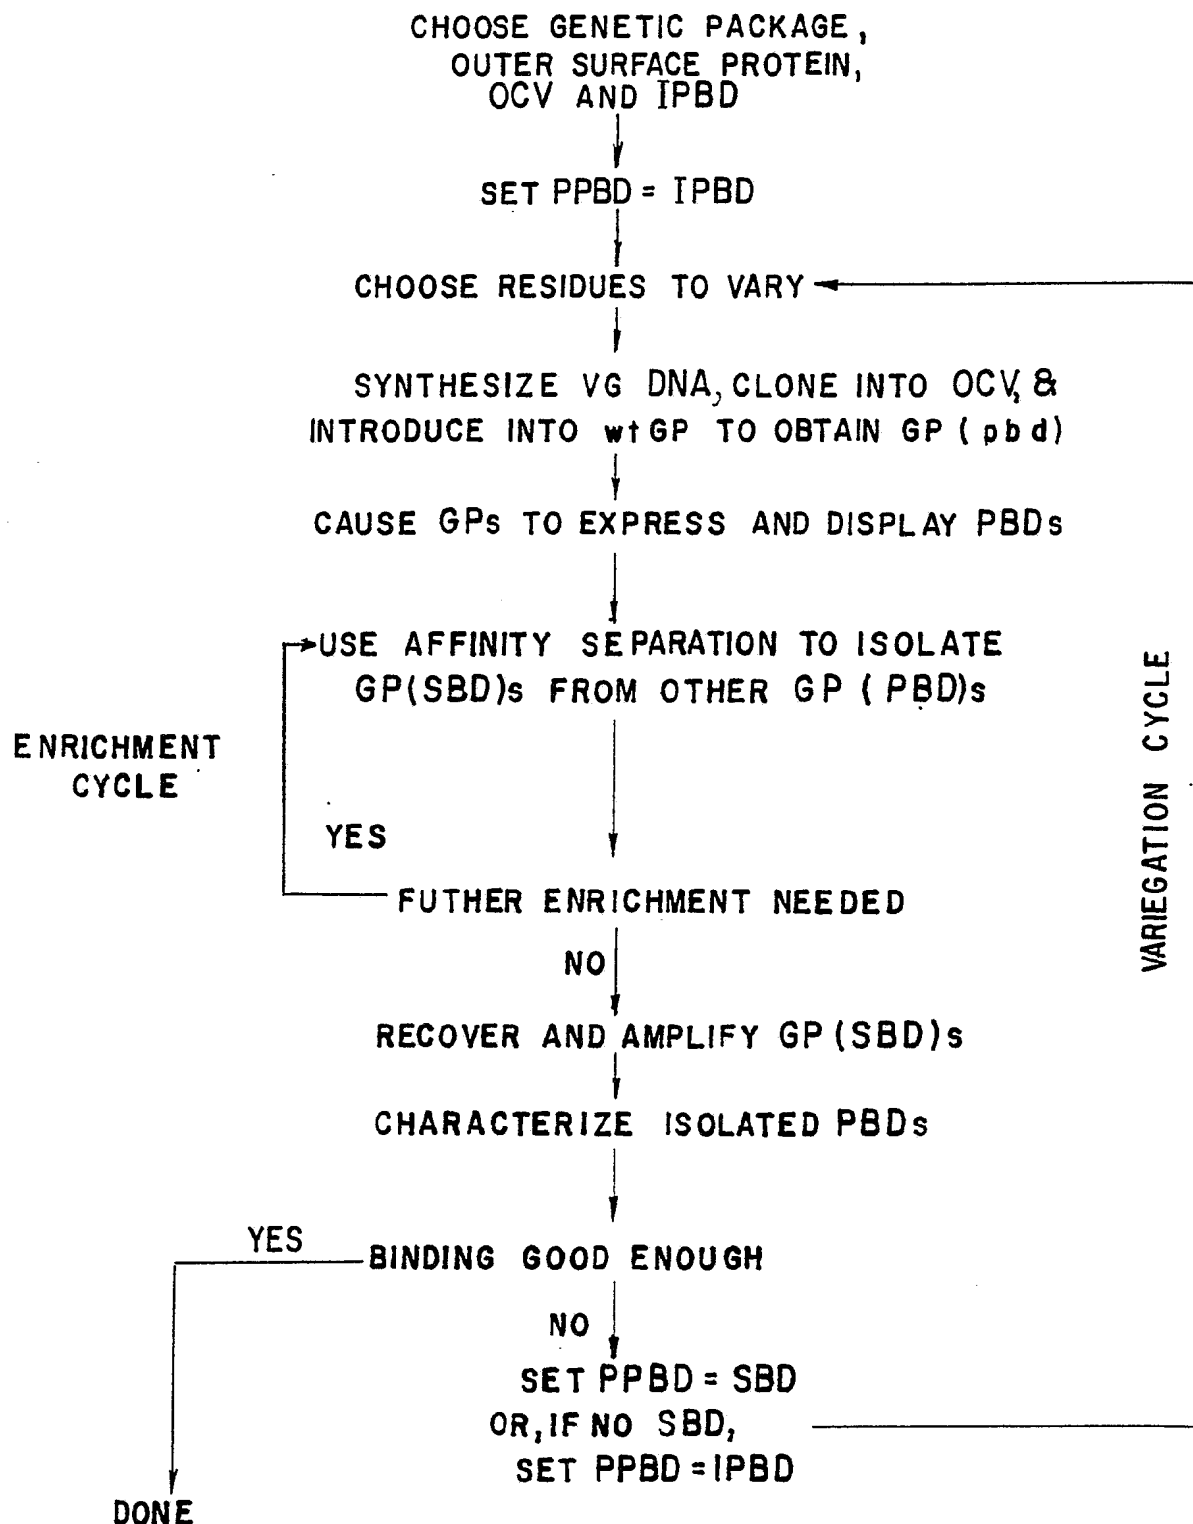 CHOOSE GENETIC PACKAGE,
OUTER SURFACE PROTEIN,
OCV AND IPBD
SET PPBD = IPBD
CHOOSE RESIDUES TO VARY
SYNTHESIZE VG DNA, CLONE INTO OCV, &
INTRODUCE INTO wtGP TO OBTAIN GP (pbd)
CAUSE GPs TO EXPRESS AND DISPLAY PBDs
USE AFFINITY SEPARATION TO ISOLATE
GP(SBD)s FROM OTHER GP (PBD)s
ENRICHMENT
CYCLE
YES
FUTHER ENRICHMENT NEEDED
VARIEGATION CYCLE
NO
RECOVER AND AMPLIFY GP (SBD)s
CHARACTERIZE ISOLATED PBDs
YES
BINDING GOOD ENOUGH
NO
SET PPBD = SBD
OR, IF NO SBD,
SET PPBD = IPBD
DONE